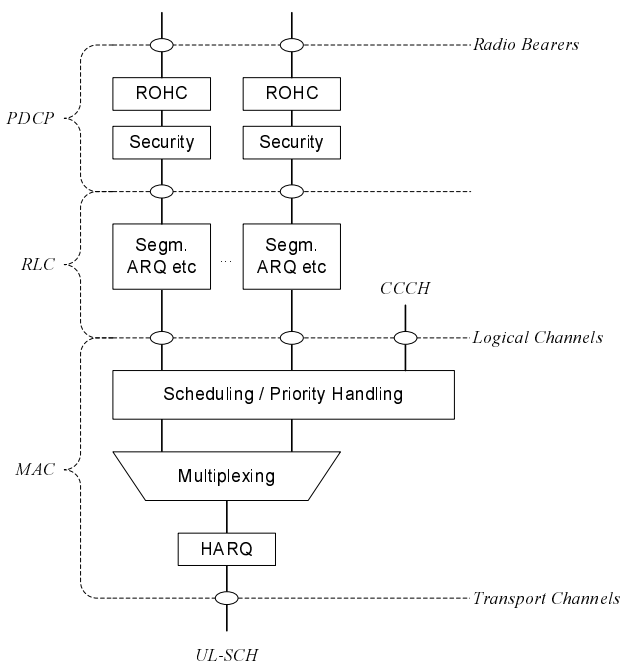 Radio Bearers
ROHC ROHC
PDCP
Security Security
Segm. ARQ etc ... Segm. ARQ etc
RLC
CCCH
Logical Channels
Scheduling / Priority Handling
MAC
Multiplexing
HARQ
Transport Channels
UL-SCH